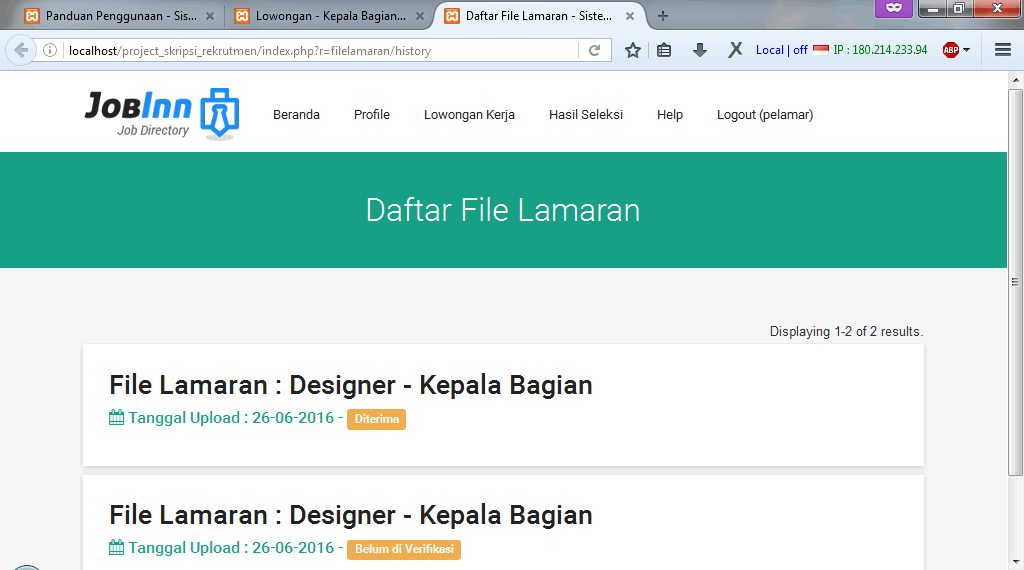 Panduan Penggunaan - Sis...
Lowongan - Kepala Bagian...
Daftar File Lamaran - Siste...
localhost/project_skripsi_rekrutmen/index.php?r=filelamaran/history
Local | off IP : 180.214.233.94
ABP
JobInn
Job Directory
Beranda Profile Lowongan Kerja Hasil Seleksi Help Logout (pelamar)
Daftar File Lamaran
Displaying 1-2 of 2 results.
File Lamaran : Designer - Kepala Bagian
Tanggal Upload : 26-06-2016 - Diterima
File Lamaran : Designer - Kepala Bagian
Tanggal Upload : 26-06-2016 - Belum di Verifikasi